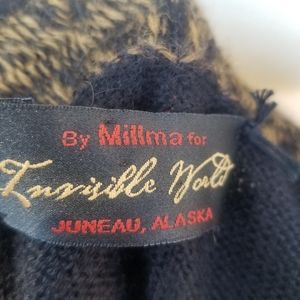 By Millma for
Invisible World
JUNEAU, ALASKA